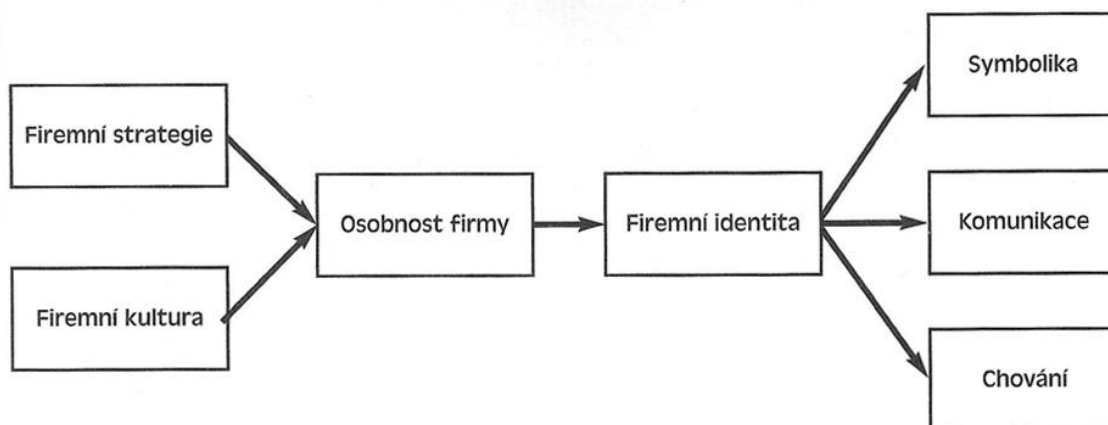 Firemní strategie
Firemní kultura
Osobnost firmy
Firemní identita
Symbolika
Komunikace
Chování